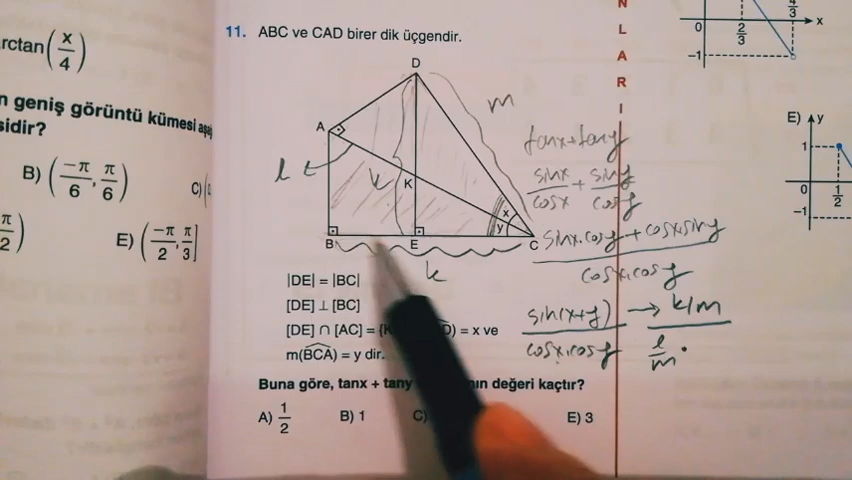 arctan(x/4)
n geniş görüntü kümesi aşağ
sidir?
B) (-π/6, π/6)
C)
π/2)
E) (-π/2, π/3]
11. ABC ve CAD birer dik üçgendir.
D
A
K
B
E
C
x
y
m
l
k
k
|DE| = |BC|
[DE] ⊥ [BC]
[DE] ∩ [AC] = {K D) = x ve
m(BCA) = y dir.
Buna göre, tanx + tany nın değeri kaçtır?
A) 1/2
B) 1
C)
E) 3
tanx+tany
sinx/cosx + siny/cosy
sinx.cosy + cosx.siny
cosx.cosy
sin(x+y) → k/m
cosx.cosy l/m .
N
L
A
R
I
0
2/3
4/3
x
-1
E)
y
1
0
1/2
-1